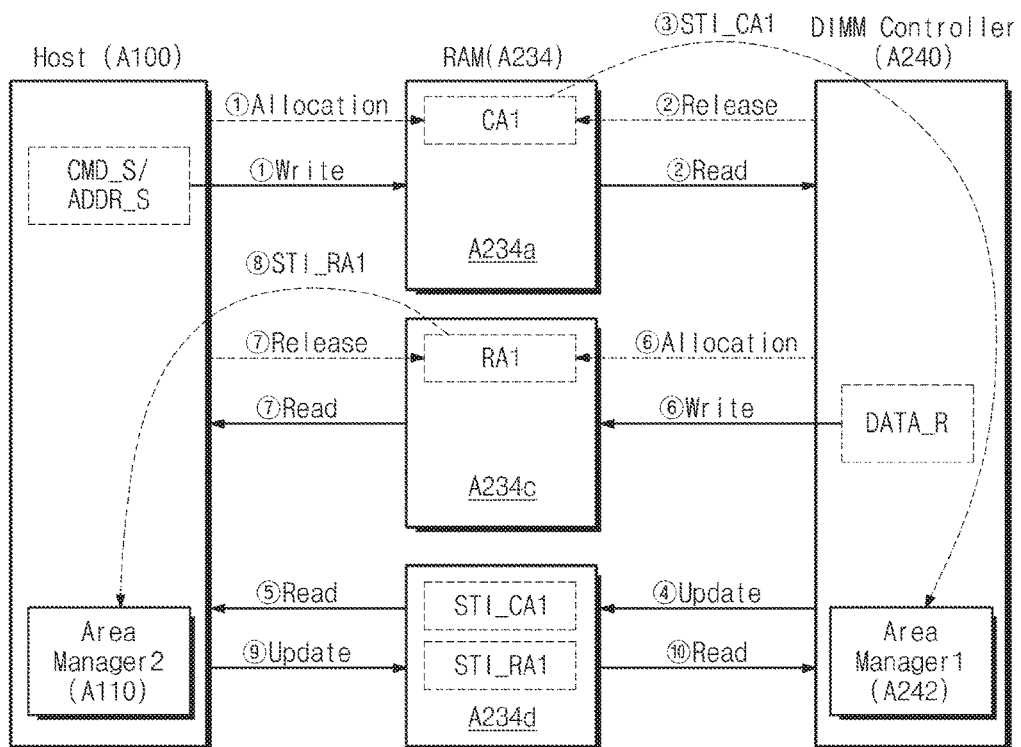 ③STI_CA1
Host (A100)
RAM(A234)
DIMM Controller
(A240)
①Allocation
CA1
②Release
CMD_S/
ADDR_S
①Write
②Read
A234a
⑧STI_RA1
⑦Release
RA1
⑥Allocation
⑦Read
⑥Write
DATA_R
A234c
⑤Read
STI_CA1
④Update
Area
Manager2
(A110)
⑨Update
STI_RA1
⑩Read
Area
Manager1
(A242)
A234d